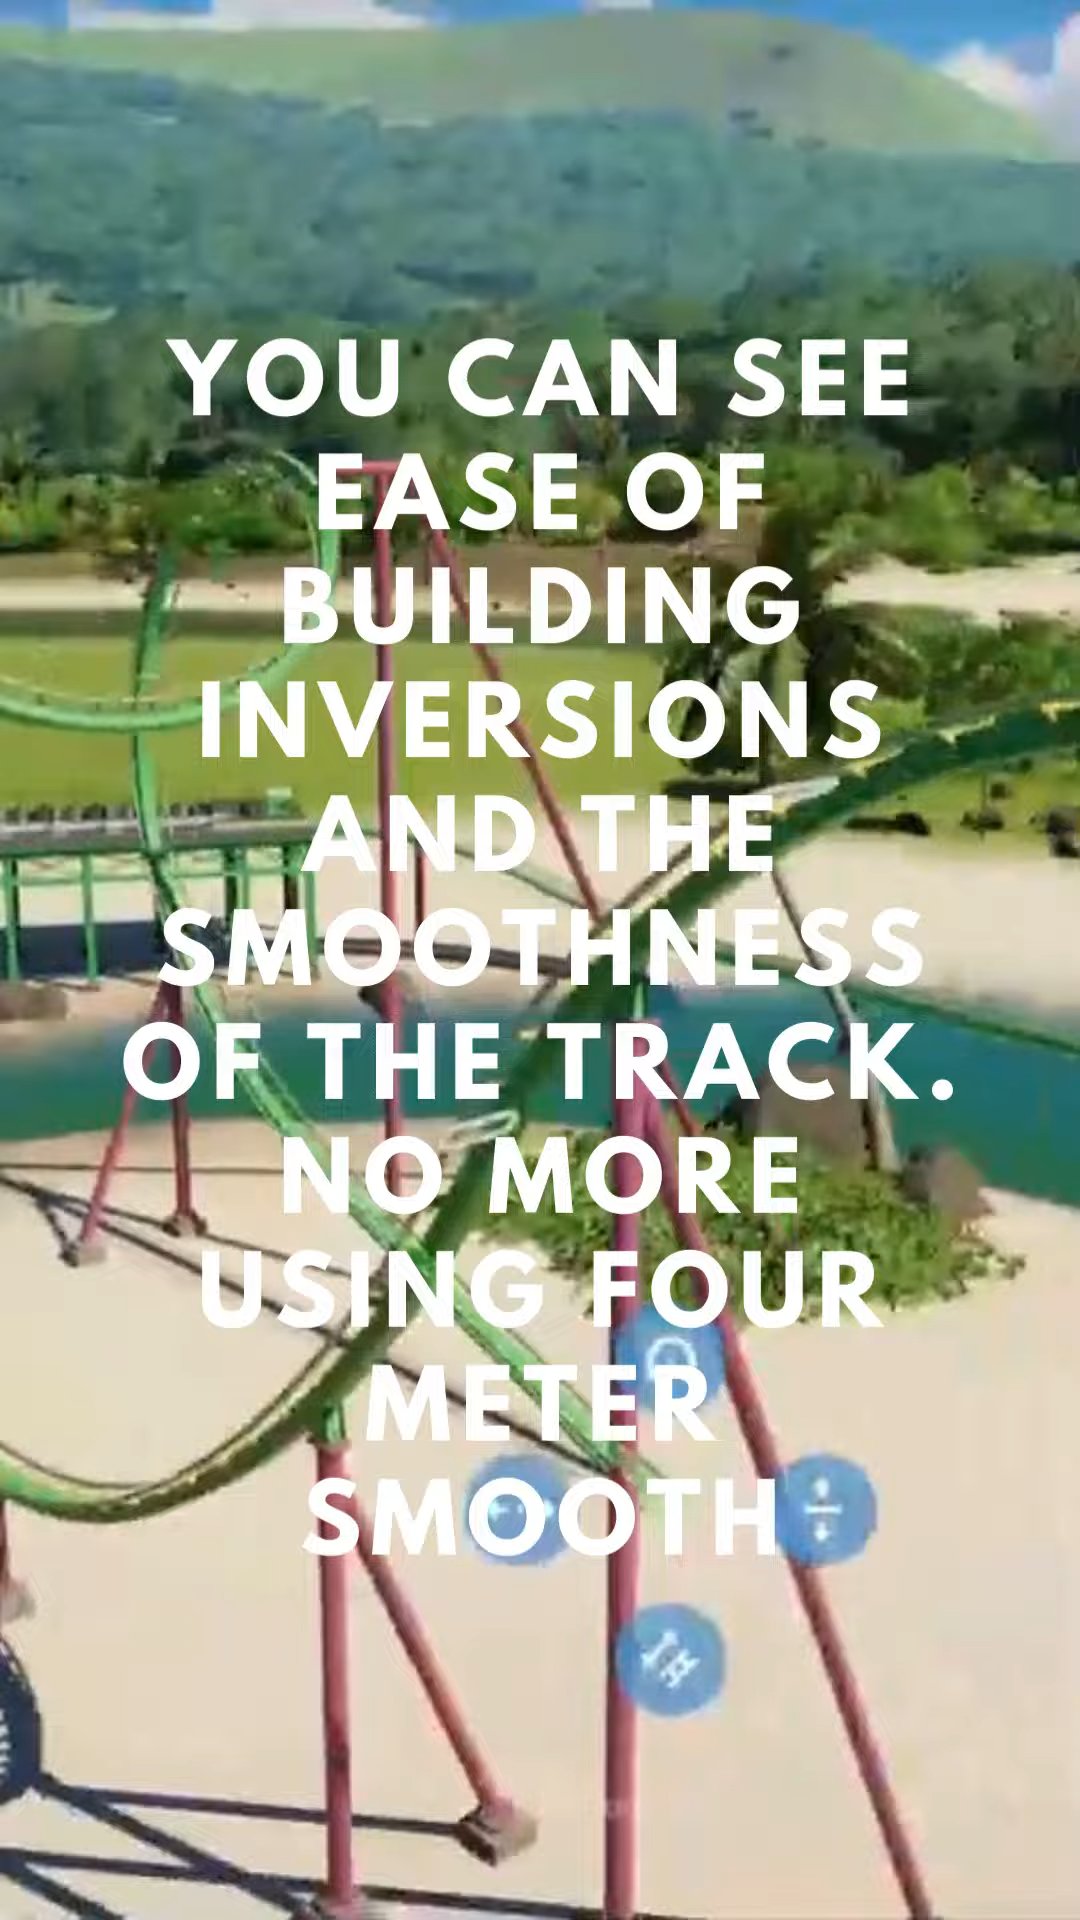 YOU CAN SEE
EASE OF
BUILDING
INVERSIONS
AND THE
SMOOTHNESS
OF THE TRACK.
NO MORE
USING FOUR
METER
SMOOTH